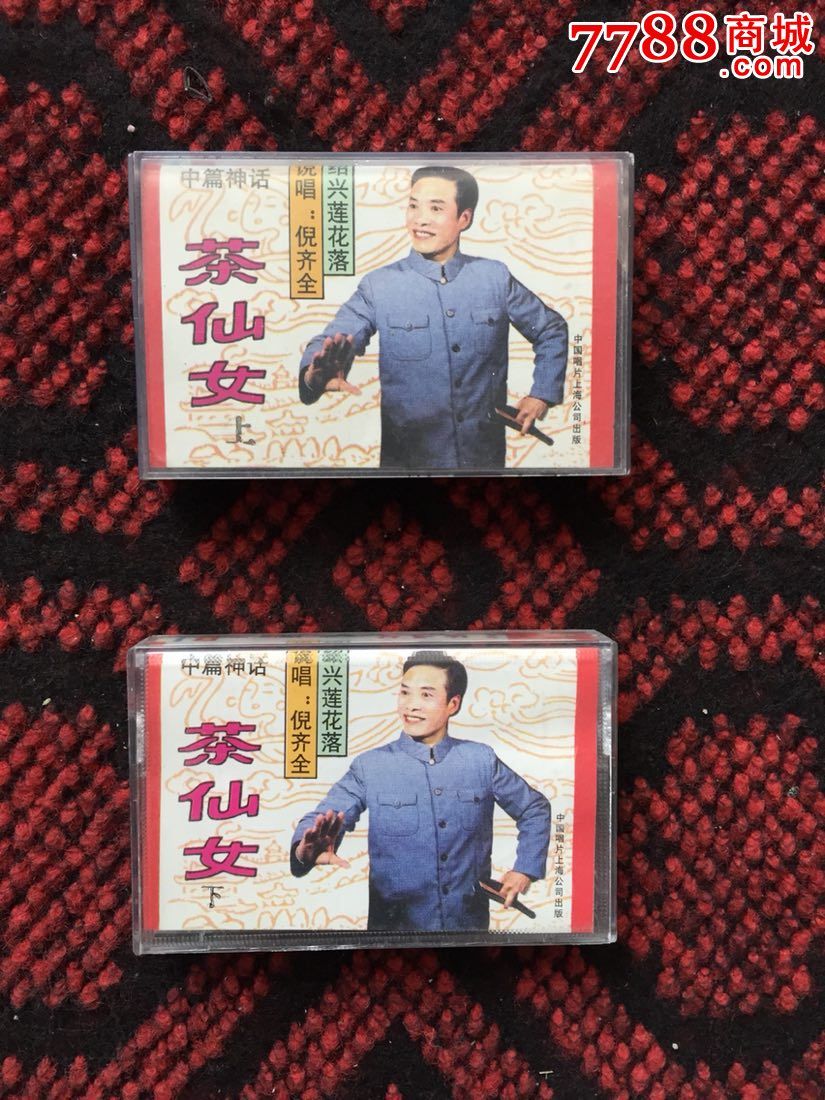 7788商城
.com
中篇神话
茶仙女
上
说唱：倪齐全
绍兴莲花落
中国唱片上海公司出版
中篇神话
茶仙女
下
说唱：倪齐全
绍兴莲花落
中国唱片上海公司出版